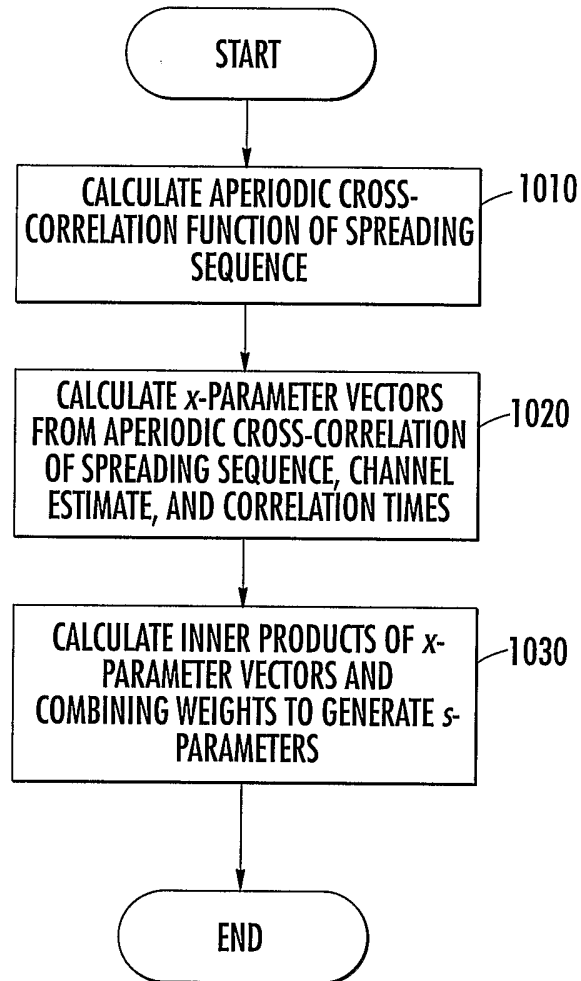 START
CALCULATE APERIODIC CROSS-
CORRELATION FUNCTION OF SPREADING
SEQUENCE
1010
CALCULATE x-PARAMETER VECTORS
FROM APERIODIC CROSS-CORRELATION
OF SPREADING SEQUENCE, CHANNEL
ESTIMATE, AND CORRELATION TIMES
1020
CALCULATE INNER PRODUCTS OF x-
PARAMETER VECTORS AND
COMBINING WEIGHTS TO GENERATE s-
PARAMETERS
1030
END